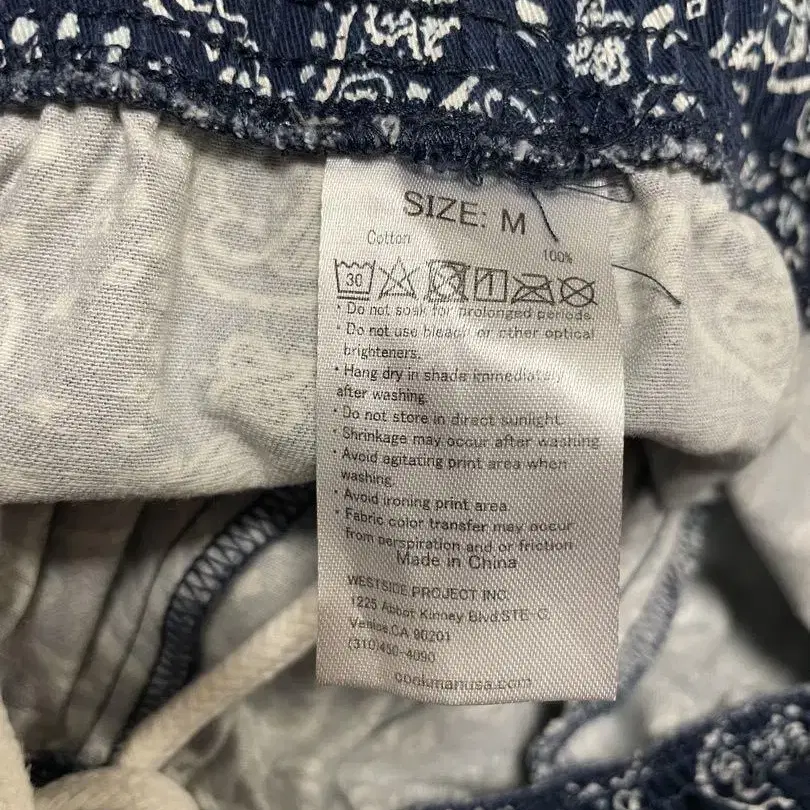 SIZE: M
Cotton
100%
30
• Do not soak for prolonged periods.
• Do not use bleach or other optical
brighteners.
• Hang dry in shade immediately
after washing.
• Do not store in direct sunlight.
• Shrinkage may occur after washing
• Avoid agitating print area when
washing.
• Avoid ironing print area
• Fabric color transfer may occur
from perspiration and or friction
Made in China
WESTSIDE PROJECT INC.
1225 Abbot Kinney Blvd.STE-C.
Venice.CA 90201
(310)450-4090
cookmanusa.com